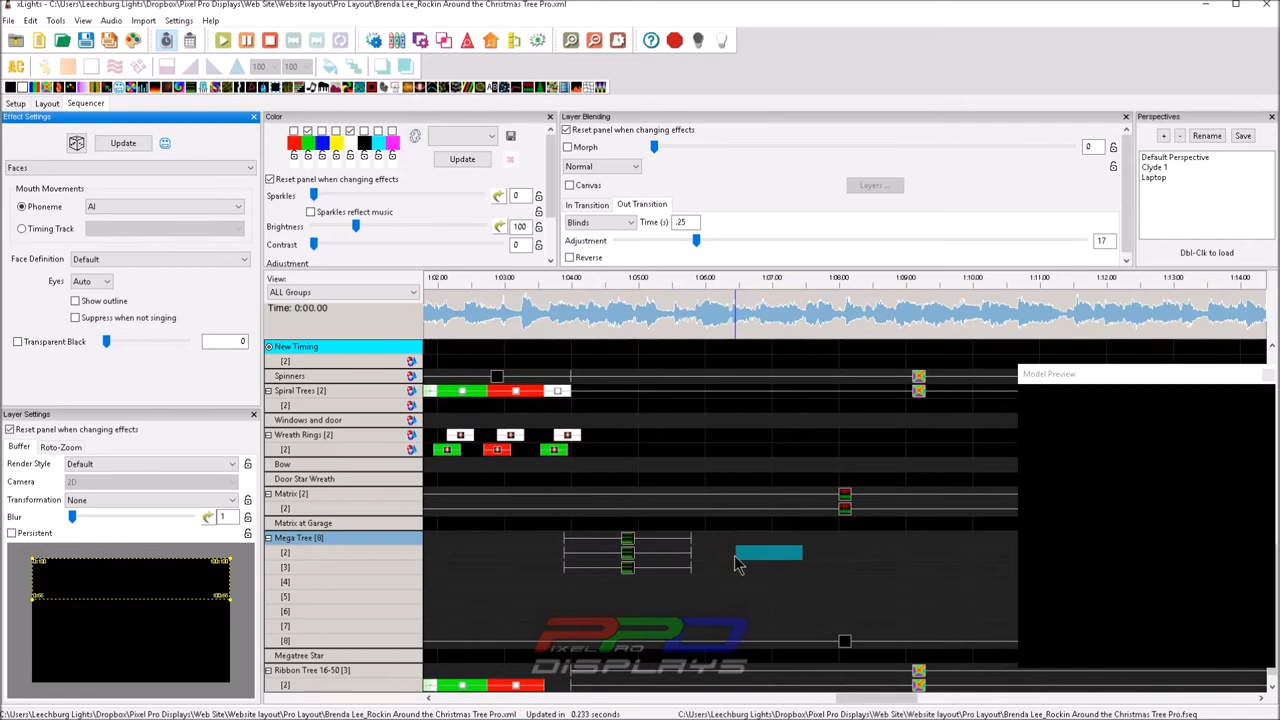 xLights - C:\Users\Leechburg Lights\Dropbox\Pixel Pro Displays\Web Site\Website layout\Pro Layout\Brenda Lee_Rockin Around the Christmas Tree Pro.xml
File Edit Tools View Audio Import Settings Help
AC 100 100
Setup Layout Sequencer
Effect Settings
Update
Faces
Mouth Movements
Phoneme AI
Timing Track
Face Definition Default
Eyes Auto
Show outline
Suppress when not singing
Transparent Black 0
Layer Settings
Reset panel when changing effects
Buffer Roto-Zoom
Render Style Default
Camera 2D
Transformation None
Blur 1
Persistent
Color
Update
Reset panel when changing effects
Sparkles 0
Sparkles reflect music
Brightness 100
Contrast 0
Adjustment
Layer Blending
Reset panel when changing effects
Morph 0
Normal
Canvas Layers ...
In Transition Out Transition
Blinds Time (s) .25
Adjustment 17
Reverse
Perspectives
+ - Rename Save
Default Perspective
Clyde 1
Laptop
Dbl-Clk to load
View:
ALL Groups
Time: 0:00.00
1:02.00 1:03.00 1:04.00 1:05.00 1:06.00 1:07.00 1:08.00 1:09.00 1:10.00 1:11.00 1:12.00 1:13.00 1:14.00
New Timing
[2]
Spinners
Spiral Trees [2]
[2]
Windows and door
Wreath Rings [2]
[2]
Bow
Door Star Wreath
Matrix [2]
[2]
Matrix at Garage
Mega Tree [8]
[2]
[3]
[4]
[5]
[6]
[7]
[8]
Megatree Star
Ribbon Tree 16-50 [3]
[2]
Model Preview
PPD
PIXEL PRO
DISPLAYS
C:\Users\Leechburg Lights\Dropbox\Pixel Pro Displays\Web Site\Website layout\Pro Layout\Brenda Lee_Rockin Around the Christmas Tree Pro.xml Updated in 0.233 seconds C:\Users\Leechburg Lights\Dropbox\Pixel Pro Displays\Web Site\Website layout\Pro Layout\Brenda Lee_Rockin Around the Christmas Tree Pro.fseq